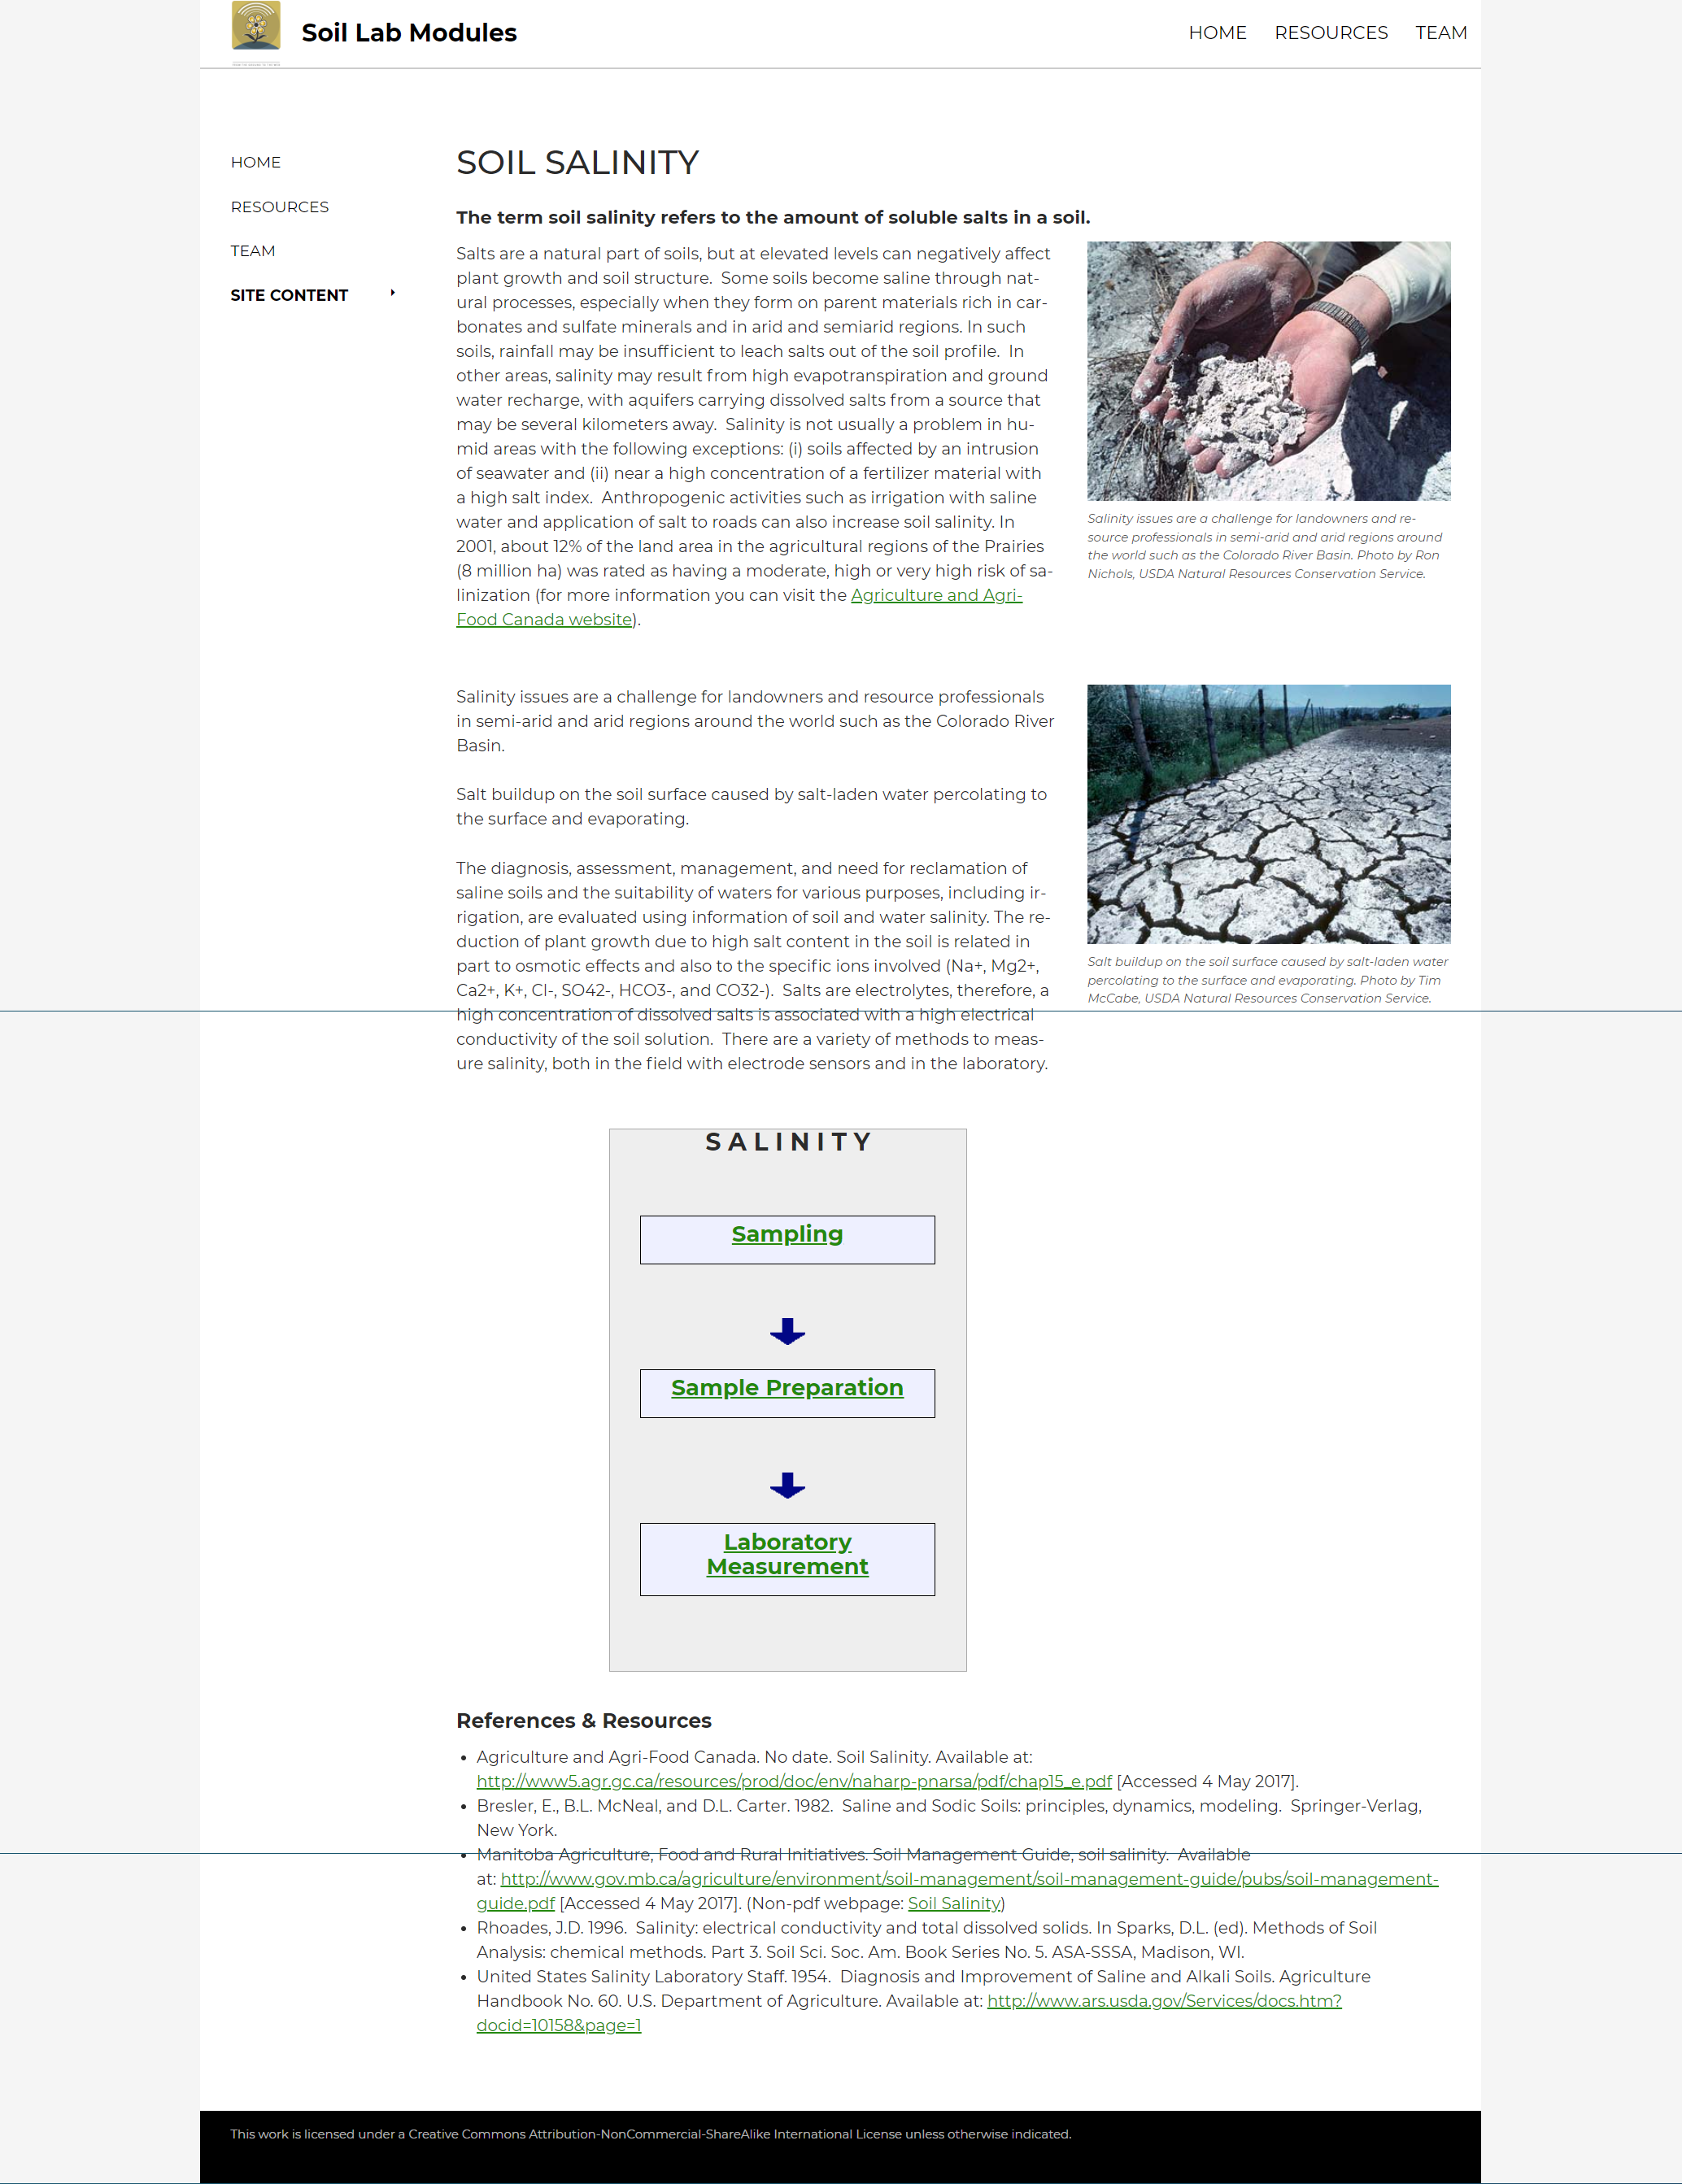 Soil Lab Modules
HOME RESOURCES TEAM
HOME
RESOURCES
TEAM
SITE CONTENT
SOIL SALINITY
The term soil salinity refers to the amount of soluble salts in a soil.
Salts are a natural part of soils, but at elevated levels can negatively affect
plant growth and soil structure.  Some soils become saline through nat-
ural processes, especially when they form on parent materials rich in car-
bonates and sulfate minerals and in arid and semiarid regions. In such
soils, rainfall may be insufficient to leach salts out of the soil profile.  In
other areas, salinity may result from high evapotranspiration and ground
water recharge, with aquifers carrying dissolved salts from a source that
may be several kilometers away.  Salinity is not usually a problem in hu-
mid areas with the following exceptions: (i) soils affected by an intrusion
of seawater and (ii) near a high concentration of a fertilizer material with
a high salt index.  Anthropogenic activities such as irrigation with saline
water and application of salt to roads can also increase soil salinity. In
2001, about 12% of the land area in the agricultural regions of the Prairies
(8 million ha) was rated as having a moderate, high or very high risk of sa-
linization (for more information you can visit the Agriculture and Agri-
Food Canada website).
Salinity issues are a challenge for landowners and re-
source professionals in semi-arid and arid regions around
the world such as the Colorado River Basin. Photo by Ron
Nichols, USDA Natural Resources Conservation Service.
Salinity issues are a challenge for landowners and resource professionals
in semi-arid and arid regions around the world such as the Colorado River
Basin.
Salt buildup on the soil surface caused by salt-laden water percolating to
the surface and evaporating.
The diagnosis, assessment, management, and need for reclamation of
saline soils and the suitability of waters for various purposes, including ir-
rigation, are evaluated using information of soil and water salinity. The re-
duction of plant growth due to high salt content in the soil is related in
part to osmotic effects and also to the specific ions involved (Na+, Mg2+,
Ca2+, K+, Cl-, SO42-, HCO3-, and CO32-).  Salts are electrolytes, therefore, a
high concentration of dissolved salts is associated with a high electrical
conductivity of the soil solution.  There are a variety of methods to meas-
ure salinity, both in the field with electrode sensors and in the laboratory.
Salt buildup on the soil surface caused by salt-laden water
percolating to the surface and evaporating. Photo by Tim
McCabe, USDA Natural Resources Conservation Service.
S A L I N I T Y
Sampling
Sample Preparation
Laboratory
Measurement
References & Resources
• Agriculture and Agri-Food Canada. No date. Soil Salinity. Available at:
http://www5.agr.gc.ca/resources/prod/doc/env/naharp-pnarsa/pdf/chap15_e.pdf [Accessed 4 May 2017].
• Bresler, E., B.L. McNeal, and D.L. Carter. 1982.  Saline and Sodic Soils: principles, dynamics, modeling.  Springer-Verlag,
New York.
• Manitoba Agriculture, Food and Rural Initiatives. Soil Management Guide, soil salinity.  Available
at: http://www.gov.mb.ca/agriculture/environment/soil-management/soil-management-guide/pubs/soil-management-
guide.pdf [Accessed 4 May 2017]. (Non-pdf webpage: Soil Salinity)
• Rhoades, J.D. 1996.  Salinity: electrical conductivity and total dissolved solids. In Sparks, D.L. (ed). Methods of Soil
Analysis: chemical methods. Part 3. Soil Sci. Soc. Am. Book Series No. 5. ASA-SSSA, Madison, WI.
• United States Salinity Laboratory Staff. 1954.  Diagnosis and Improvement of Saline and Alkali Soils. Agriculture
Handbook No. 60. U.S. Department of Agriculture. Available at: http://www.ars.usda.gov/Services/docs.htm?
docid=10158&page=1
This work is licensed under a Creative Commons Attribution-NonCommercial-ShareAlike International License unless otherwise indicated.